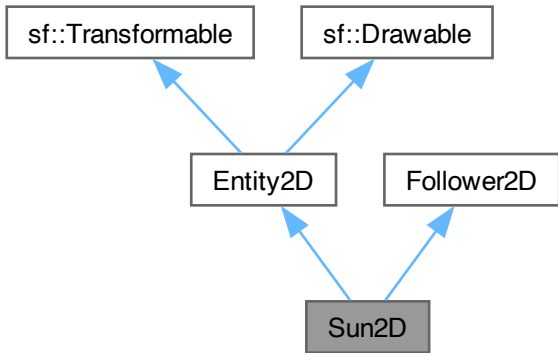 sf::Transformable
sf::Drawable
Entity2D
Follower2D
Sun2D